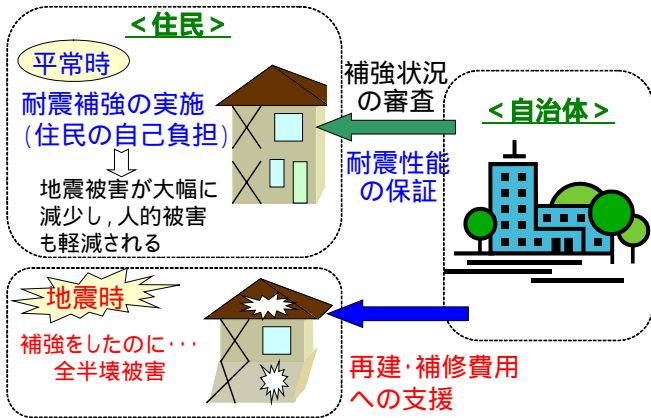 <住民>
平常時
耐震補強の実施
(住民の自己負担)
地震被害が大幅に
減少し,人的被害
も軽減される
補強状況
の審査
耐震性能
の保証
<自治体>
地震時
補強をしたのに・・・
全半壊被害
再建・補修費用
への支援